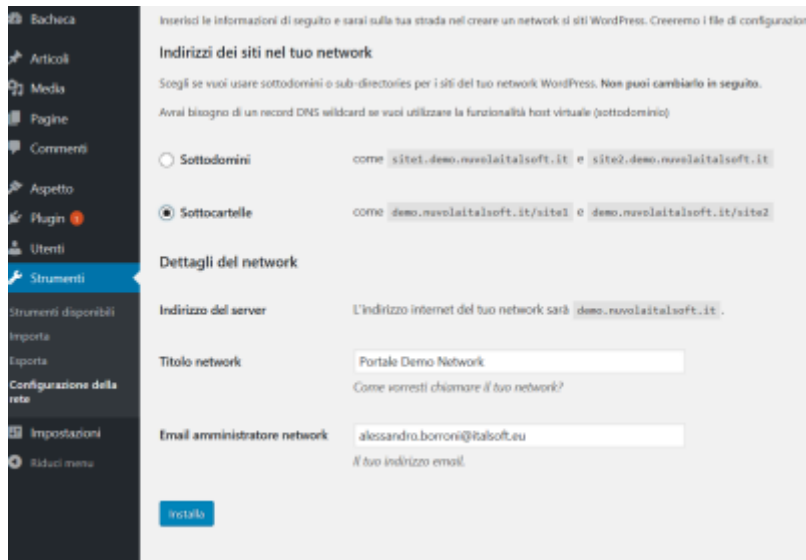 Bacheca
Articoli
Media
Pagine
Commenti
Aspetto
Plugin 1
Utenti
Strumenti
Strumenti disponibili
Importa
Esporta
Configurazione della
rete
Impostazioni
Riduci menu
Inserisci le informazioni di seguito e sarai sulla tua strada nel creare un network si siti WordPress. Creeremo i file di configurazion
Indirizzi dei siti nel tuo network
Scegli se vuoi usare sottodomini o sub-directories per i siti del tuo network WordPress. Non puoi cambiarlo in seguito.
Avrai bisogno di un record DNS wildcard se vuoi utilizzare la funzionalità host virtuale (sottodominio)
Sottodomini come site1.demo.nuvolaitalsoft.it e site2.demo.nuvolaitalsoft.it
Sottocartelle come demo.nuvolaitalsoft.it/site1 e demo.nuvolaitalsoft.it/site2
Dettagli del network
Indirizzo del server L'indirizzo internet del tuo network sarà demo.nuvolaitalsoft.it .
Titolo network Portale Demo Network
Come vorresti chiamare il tuo network?
Email amministratore network alessandro.borroni@italsoft.eu
Il tuo indirizzo email.
Installa